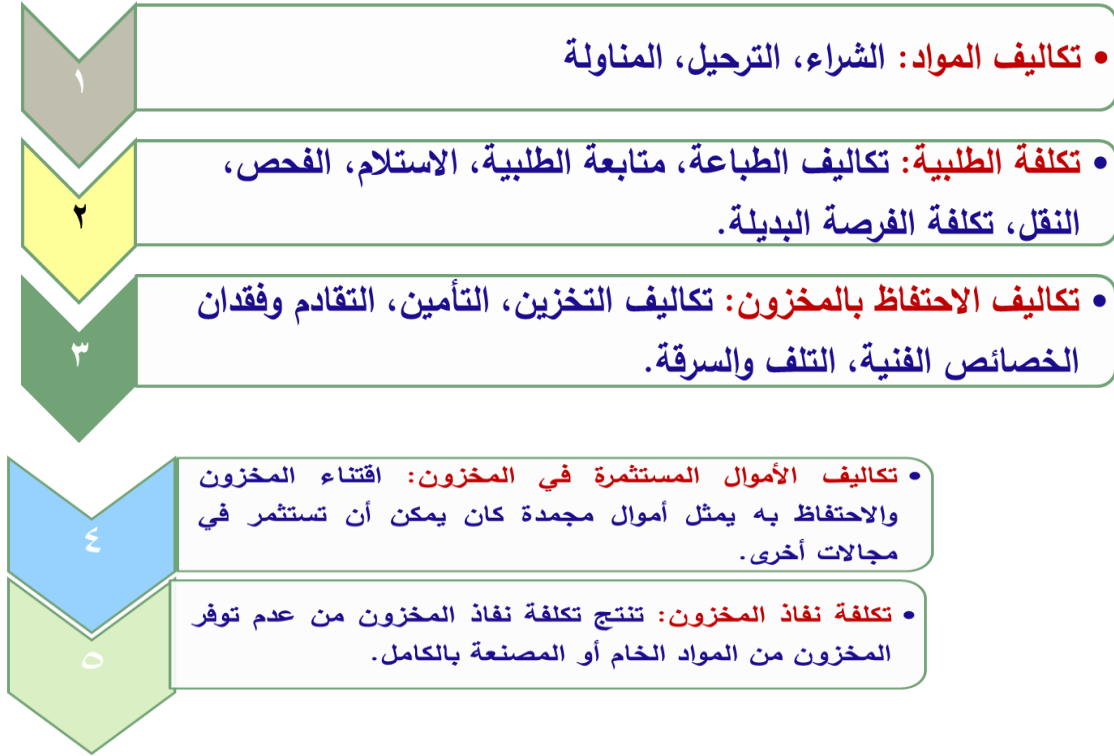 ١
• تكاليف المواد: الشراء، الترحيل، المناولة
٢
• تكلفة الطلبية: تكاليف الطباعة، متابعة الطلبية، الاستلام، الفحص،
النقل، تكلفة الفرصة البديلة.
٣
• تكاليف الاحتفاظ بالمخزون: تكاليف التخزين، التأمين، التقادم وفقدان
الخصائص الفنية، التلف والسرقة.
٤
• تكاليف الأموال المستثمرة في المخزون: اقتناء المخزون
والاحتفاظ به يمثل أموال مجمدة كان يمكن أن تستثمر في
مجالات أخرى.
٥
• تكلفة نفاذ المخزون: تنتج تكلفة نفاذ المخزون من عدم توفر
المخزون من المواد الخام أو المصنعة بالكامل.